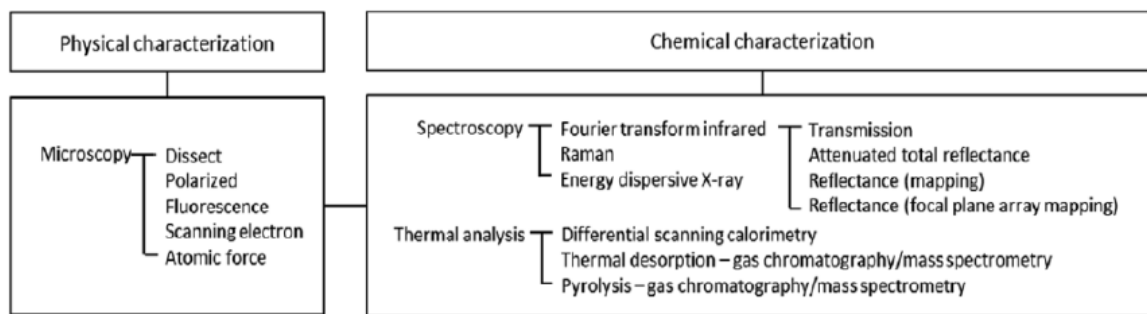 Physical characterization
Chemical characterization
Microscopy
Dissect
Polarized
Fluorescence
Scanning electron
Atomic force
Spectroscopy
Fourier transform infrared
Raman
Energy dispersive X-ray
Transmission
Attenuated total reflectance
Reflectance (mapping)
Reflectance (focal plane array mapping)
Thermal analysis
Differential scanning calorimetry
Thermal desorption – gas chromatography/mass spectrometry
Pyrolysis – gas chromatography/mass spectrometry